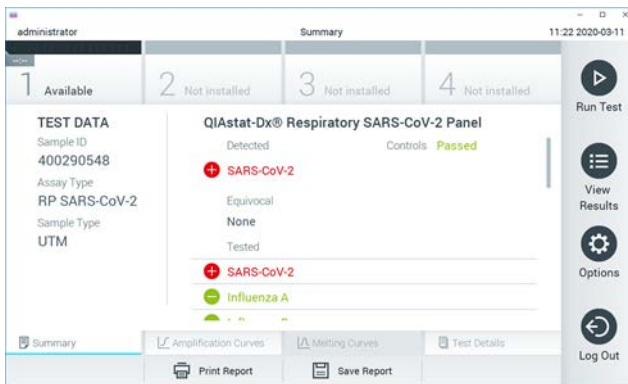 administrator
Summary
11:22 2020-03-11
1 Available
2 Not installed
3 Not installed
4 Not installed
Run Test
View
Results
Options
Log Out
TEST DATA
Sample ID
400290548
Assay Type
RP SARS-CoV-2
Sample Type
UTM
QIAstat-Dx® Respiratory SARS-CoV-2 Panel
Detected
Controls Passed
SARS-CoV-2
Equivocal
None
Tested
SARS-CoV-2
Influenza A
Summary
Amplification Curves
Melting Curves
Test Details
Print Report
Save Report